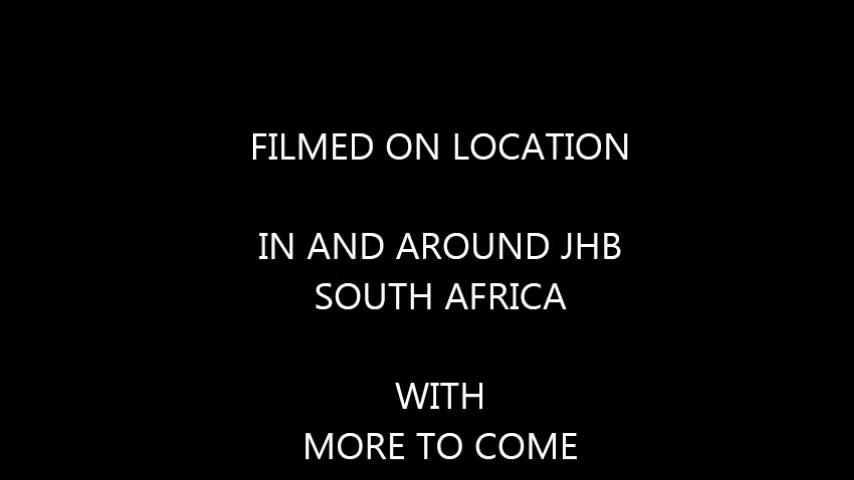 FILMED ON LOCATION
IN AND AROUND JHB
SOUTH AFRICA
WITH
MORE TO COME